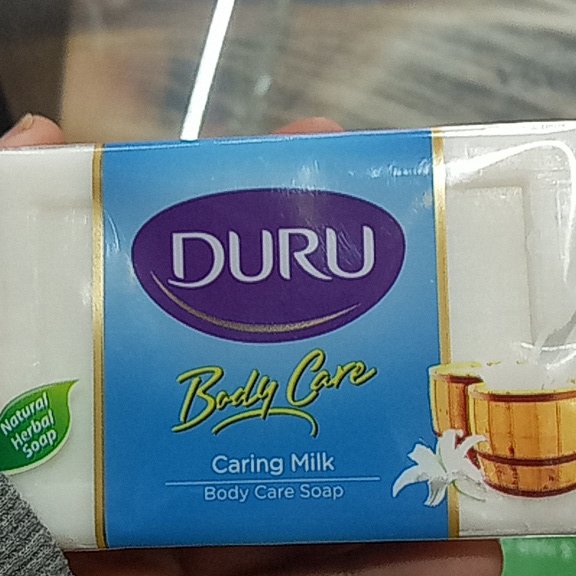 DURU
Body Care
Caring Milk
Body Care Soap
Natural
Herbal
Soap